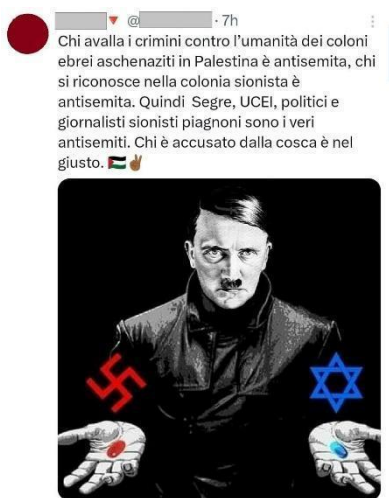 @ · 7h
Chi avalla i crimini contro l'umanità dei coloni
ebrei aschenaziti in Palestina è antisemita, chi
si riconosce nella colonia sionista è
antisemita. Quindi Segre, UCEI, politici e
giornalisti sionisti piagnoni sono i veri
antisemiti. Chi è accusato dalla cosca è nel
giusto. 🇵🇸✌🏾